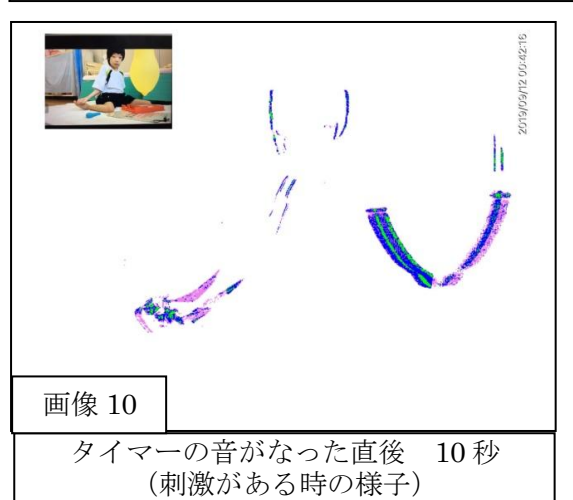 2019/09/12 00:42:16
画像 10
タイマーの音がなった直後　10 秒
（刺激がある時の様子）